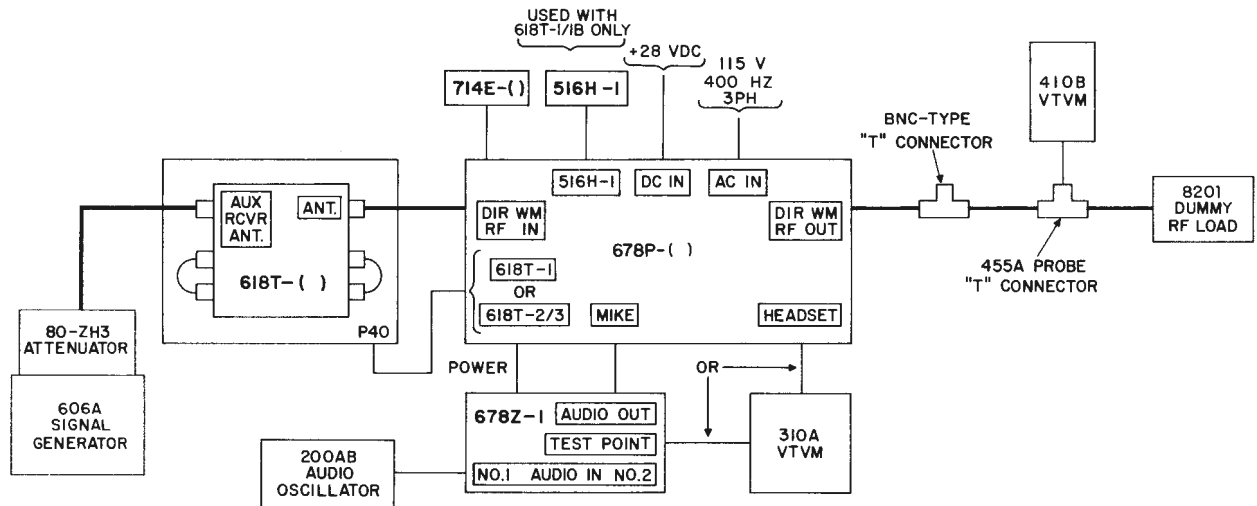 USED WITH
618T-1/1B ONLY
+28 VDC
115 V
400 HZ
3PH
714E-( )
516H-1
410B
VTVM
BNC-TYPE
"T" CONNECTOR
AUX
RCVR
ANT.
ANT.
618T-( )
P40
516H-1
DC IN
AC IN
DIR WM
RF IN
DIR WM
RF OUT
678P-( )
618T-1
OR
618T-2/3
MIKE
HEADSET
8201
DUMMY
RF LOAD
455A PROBE
"T" CONNECTOR
80-ZH3
ATTENUATOR
606A
SIGNAL
GENERATOR
POWER
OR
678Z-1
AUDIO OUT
TEST POINT
NO.1 AUDIO IN NO.2
310A
VTVM
200AB
AUDIO
OSCILLATOR